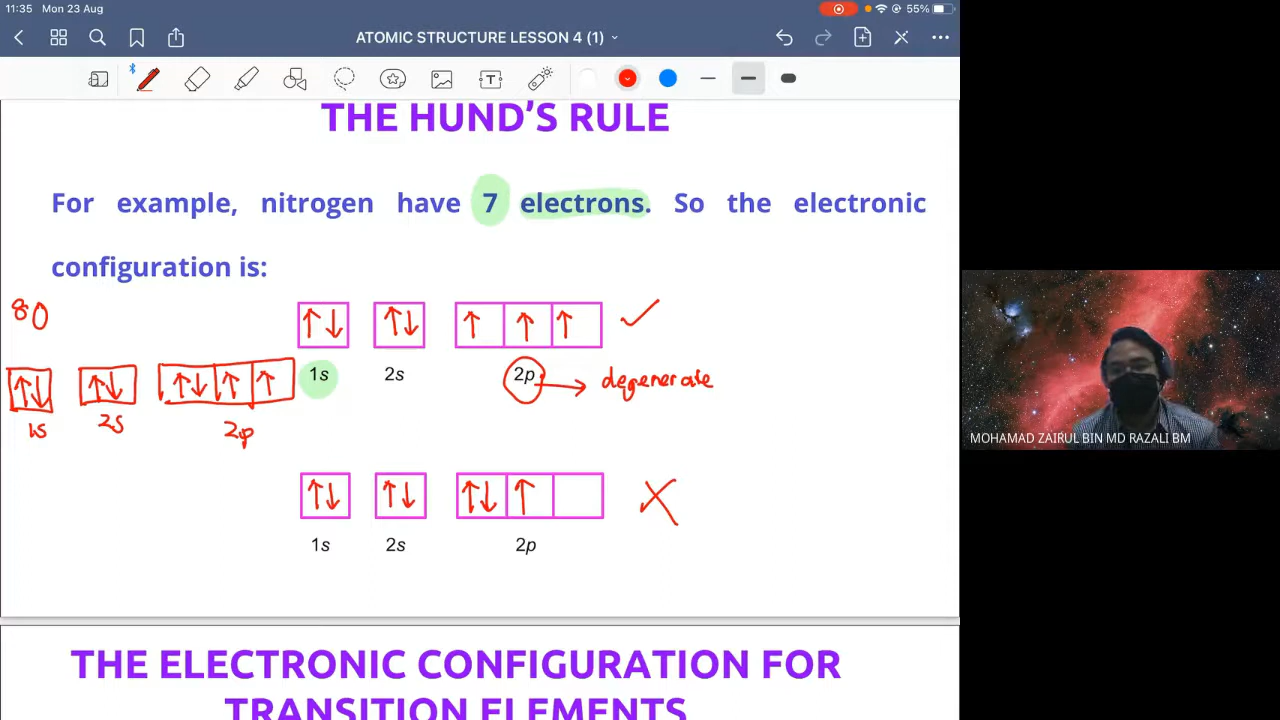 11:35 Mon 23 Aug
55%
ATOMIC STRUCTURE LESSON 4 (1)
THE HUND'S RULE
For example, nitrogen have 7 electrons. So the electronic
configuration is:
8O
1s
2s
2p
degenerate
1s
2s
2p
1s
2s
2p
MOHAMAD ZAIRUL BIN MD RAZALI BM
THE ELECTRONIC CONFIGURATION FOR
TRANSITION ELEMENTS